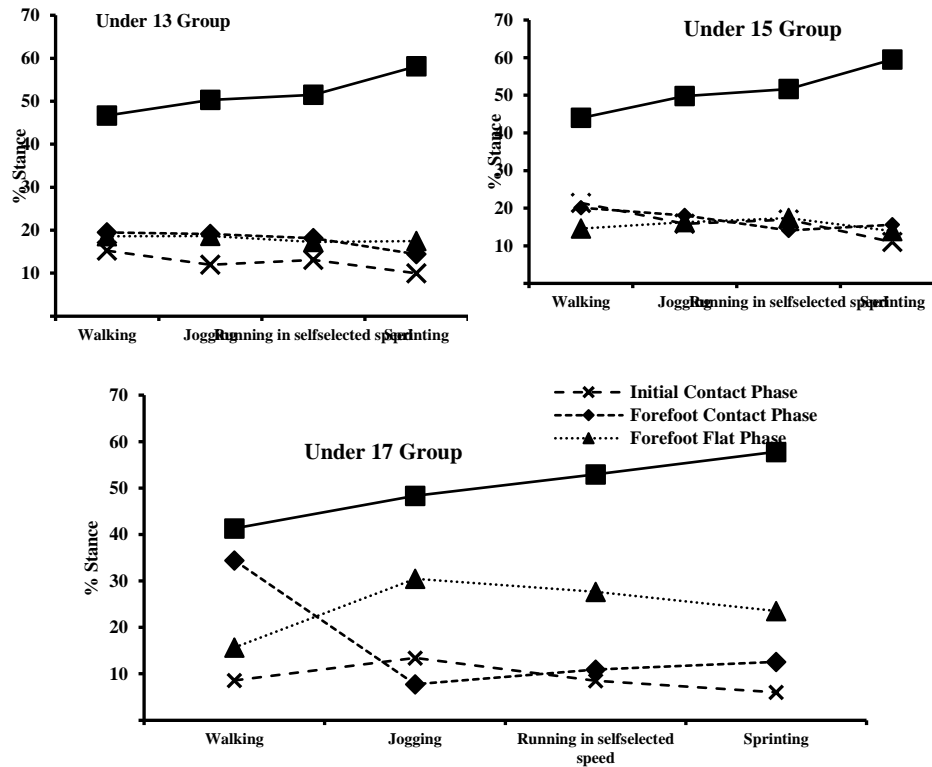 70
Under 13 Group
60
50
40
30
20
10
% Stance
Walking
Jogging
Running in selfselected speed
Sprinting
70
Under 15 Group
60
50
40
30
20
10
% Stance
Walking
Jogging
Running in selfselected speed
Sprinting
70
60
50
40
30
20
10
% Stance
Under 17 Group
Initial Contact Phase
Forefoot Contact Phase
Forefoot Flat Phase
Walking
Jogging
Running in selfselected
speed
Sprinting